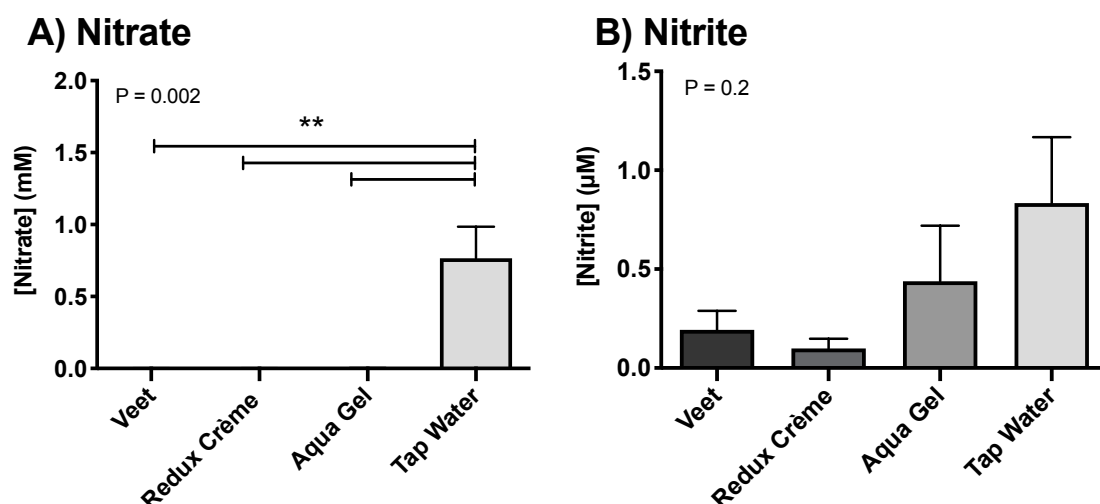 A) Nitrate
P = 0.002
**
[Nitrate] (mM)
2.0
1.5
1.0
0.5
0.0
Veet
Redux Crème
Aqua Gel
Tap Water
B) Nitrite
P = 0.2
[Nitrite] (µM)
1.5
1.0
0.5
0.0
Veet
Redux Crème
Aqua Gel
Tap Water